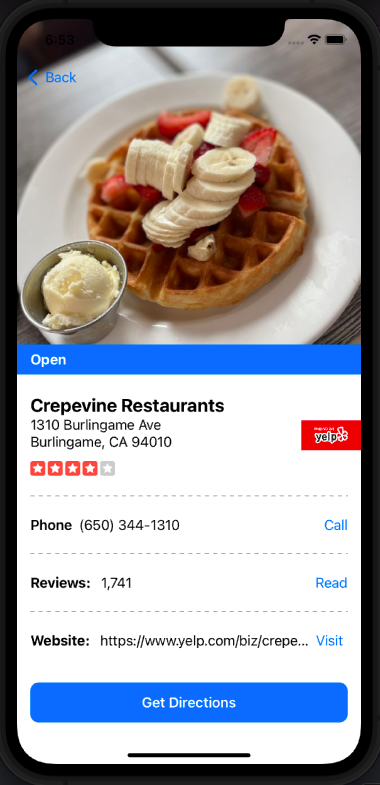 6:53
Back
Open
Crepevine Restaurants
1310 Burlingame Ave
Burlingame, CA 94010
yelp
Phone (650) 344-1310 Call
Reviews: 1,741 Read
Website: https://www.yelp.com/biz/crepe... Visit
Get Directions